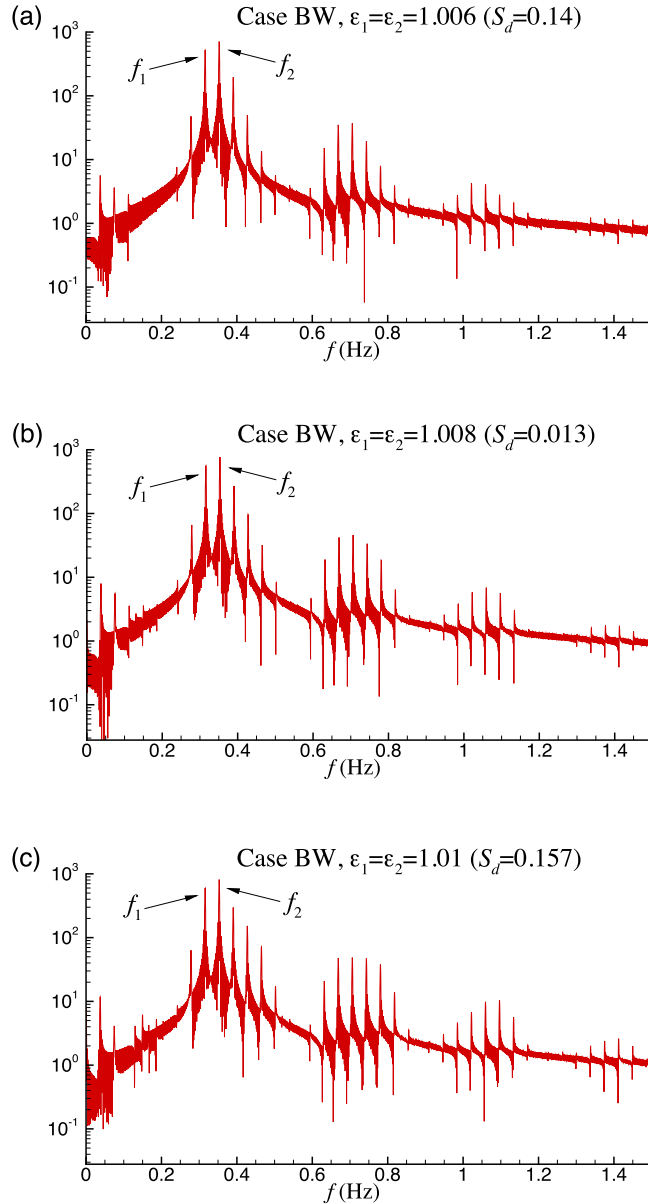 (a)
Case BW, ε₁=ε₂=1.006 (S_d=0.14)
10³
f₁
f₂
10²
10¹
10⁰
10⁻¹
0 0.2 0.4 0.6 0.8 1 1.2 1.4
f (Hz)
(b)
Case BW, ε₁=ε₂=1.008 (S_d=0.013)
10³
f₁
f₂
10²
10¹
10⁰
10⁻¹
0 0.2 0.4 0.6 0.8 1 1.2 1.4
f (Hz)
(c)
Case BW, ε₁=ε₂=1.01 (S_d=0.157)
10³
f₁
f₂
10²
10¹
10⁰
10⁻¹
0 0.2 0.4 0.6 0.8 1 1.2 1.4
f (Hz)